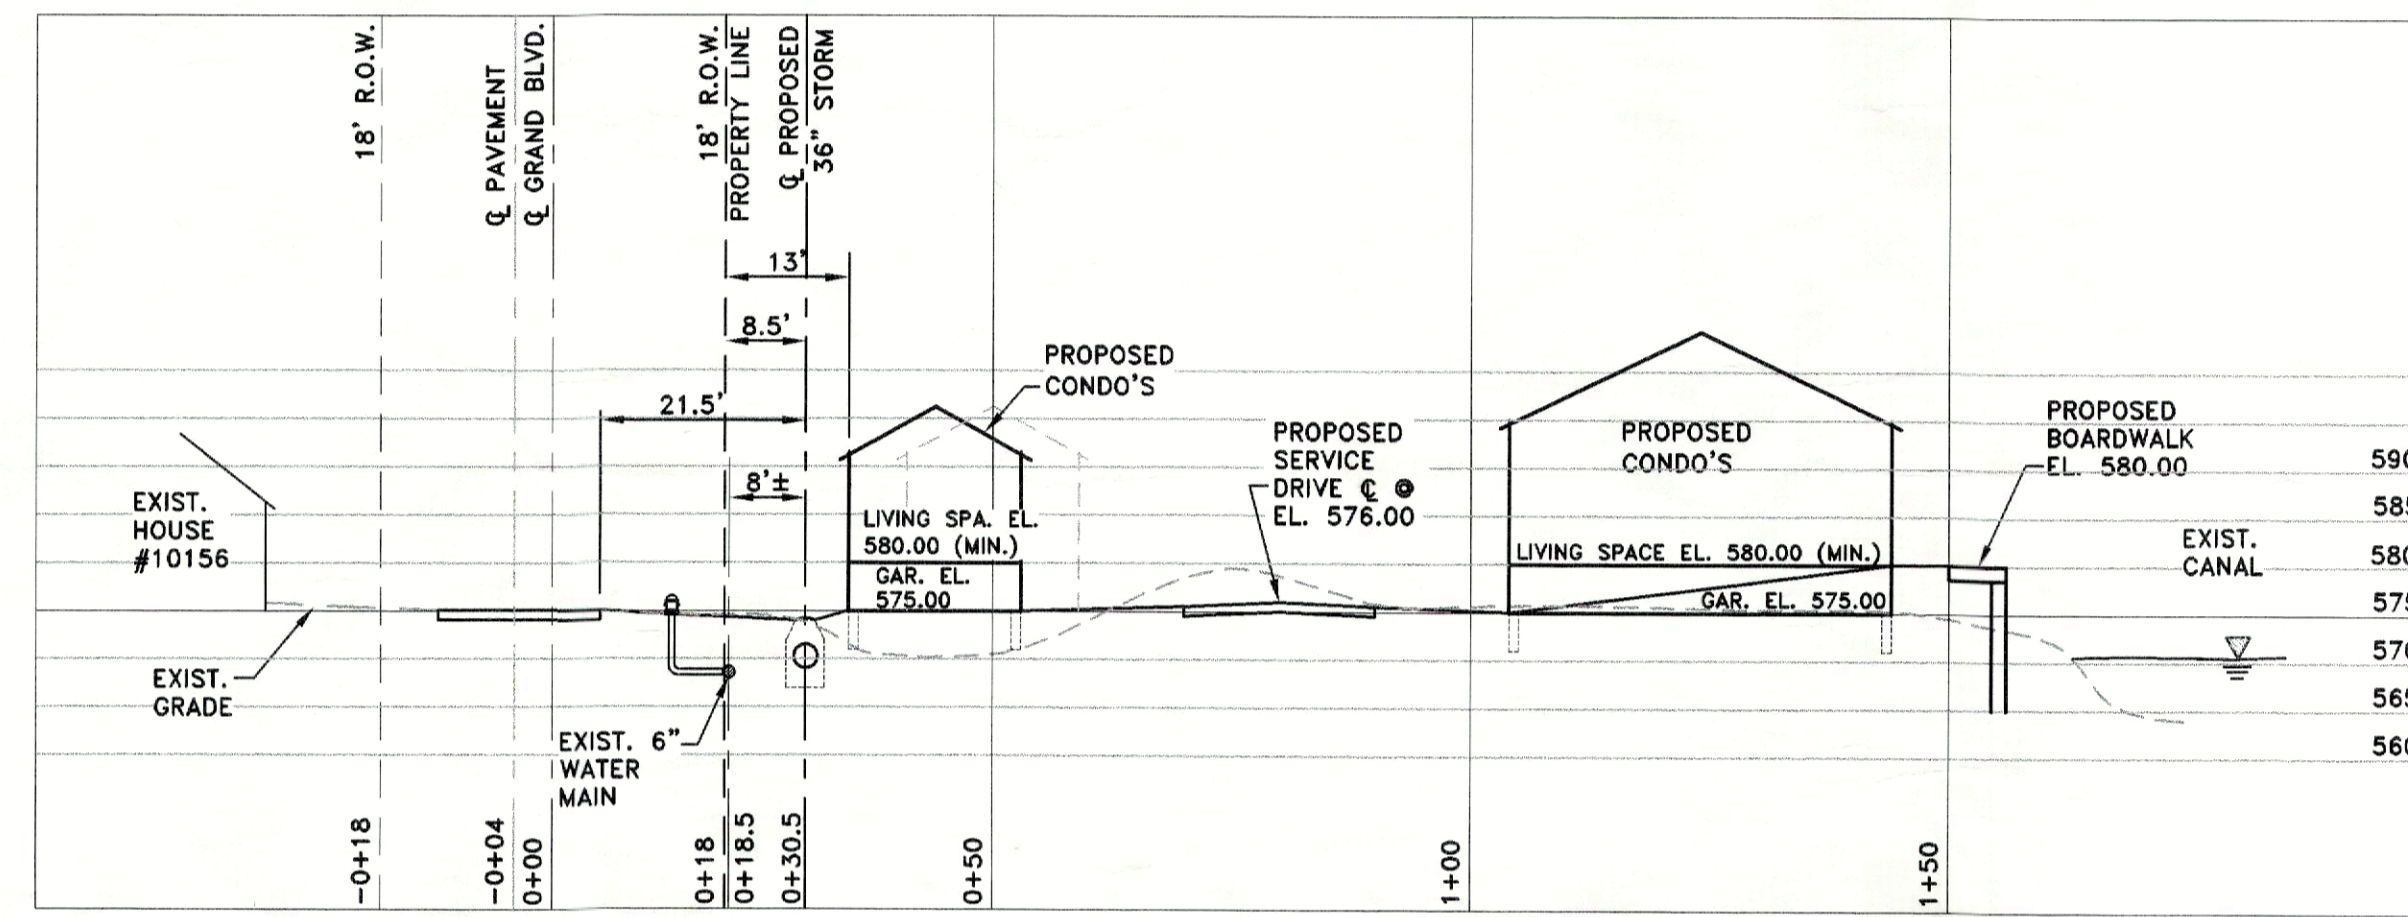 18' R.O.W.
℄ PAVEMENT
℄ GRAND BLVD.
18' R.O.W.
PROPERTY LINE
℄ PROPOSED
36" STORM
13'
8.5'
21.5'
8'±
PROPOSED
CONDO'S
EXIST.
HOUSE
#10156
LIVING SPA. EL.
580.00 (MIN.)
GAR. EL.
575.00
PROPOSED
SERVICE
DRIVE ℄ @
EL. 576.00
PROPOSED
CONDO'S
LIVING SPACE EL. 580.00 (MIN.)
GAR. EL. 575.00
PROPOSED
BOARDWALK
EL. 580.00
EXIST.
CANAL
EXIST.
GRADE
EXIST. 6"
WATER
MAIN
-0+18
-0+04
0+00
0+18
0+18.5
0+30.5
0+50
1+00
1+50